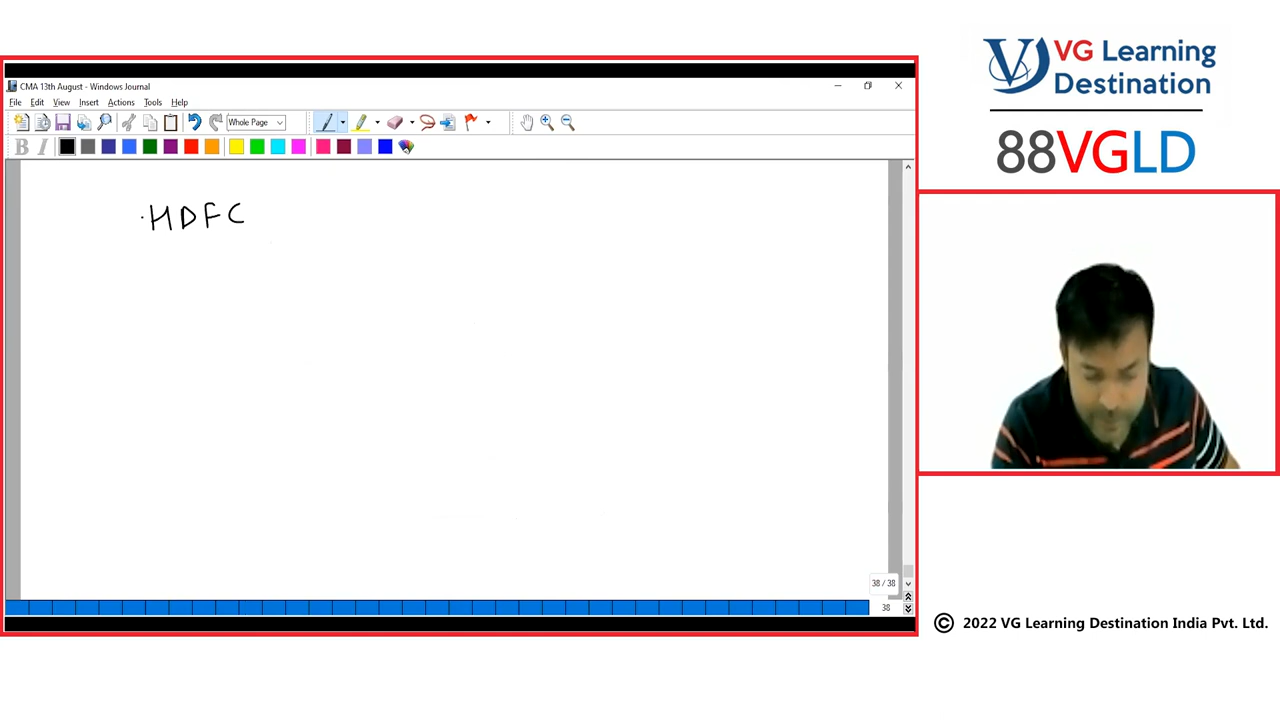 CMA 13th August - Windows Journal
File Edit View Insert Actions Tools Help
Whole Page
B I
HDFC
38 / 38
38
VG Learning
Destination
88VGLD
© 2022 VG Learning Destination India Pvt. Ltd.